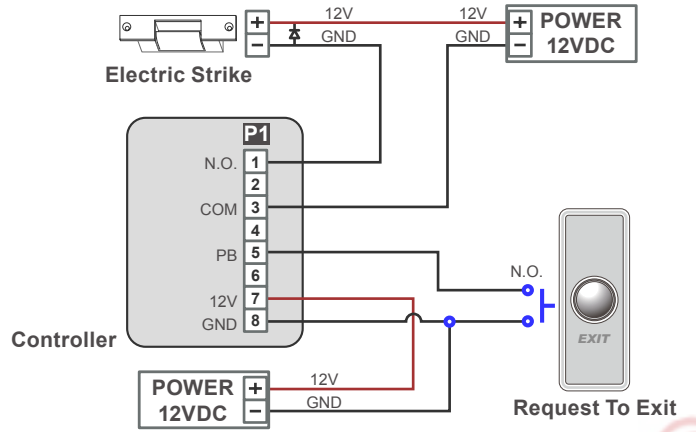 + 12V 12V + POWER
- GND GND - 12VDC
Electric Strike
P1
N.O. 1
2
COM 3
4
PB 5
6
N.O.
12V 7
GND 8
EXIT
Controller
POWER + 12V
12VDC - GND
Request To Exit